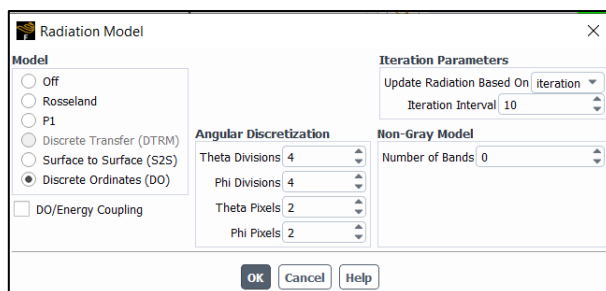 Radiation Model
Model
Off
Rosseland
P1
Discrete Transfer (DTRM)
Surface to Surface (S2S)
Discrete Ordinates (DO)
DO/Energy Coupling
Angular Discretization
Theta Divisions 4
Phi Divisions 4
Theta Pixels 2
Phi Pixels 2
Iteration Parameters
Update Radiation Based On iteration
Iteration Interval 10
Non-Gray Model
Number of Bands 0
OK Cancel Help